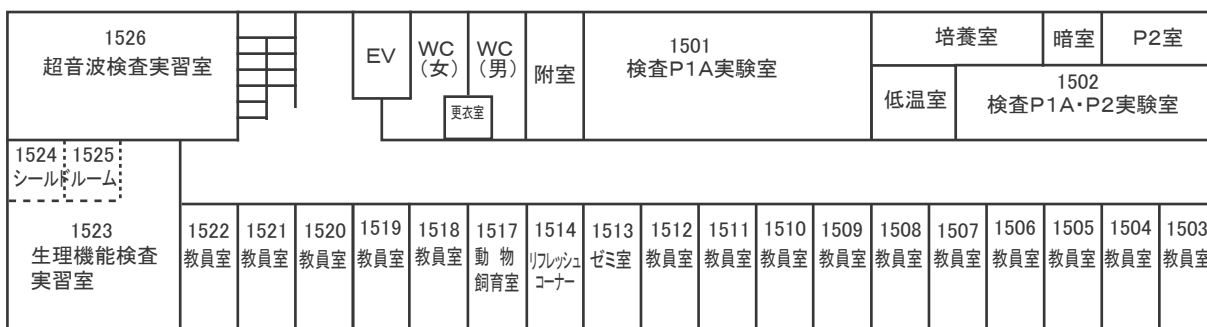 1526
超音波検査実習室
EV
WC
（女）
WC
（男）
更衣室
附室
1501
検査P1A実験室
培養室
暗室
P2室
低温室
1502
検査P1A・P2実験室
1524
1525
シールドルーム
1523
生理機能検査
実習室
1522
教員室
1521
教員室
1520
教員室
1519
教員室
1518
教員室
1517
動物
飼育室
1514
リフレッシュ
コーナー
1513
ゼミ室
1512
教員室
1511
教員室
1510
教員室
1509
教員室
1508
教員室
1507
教員室
1506
教員室
1505
教員室
1504
教員室
1503
教員室